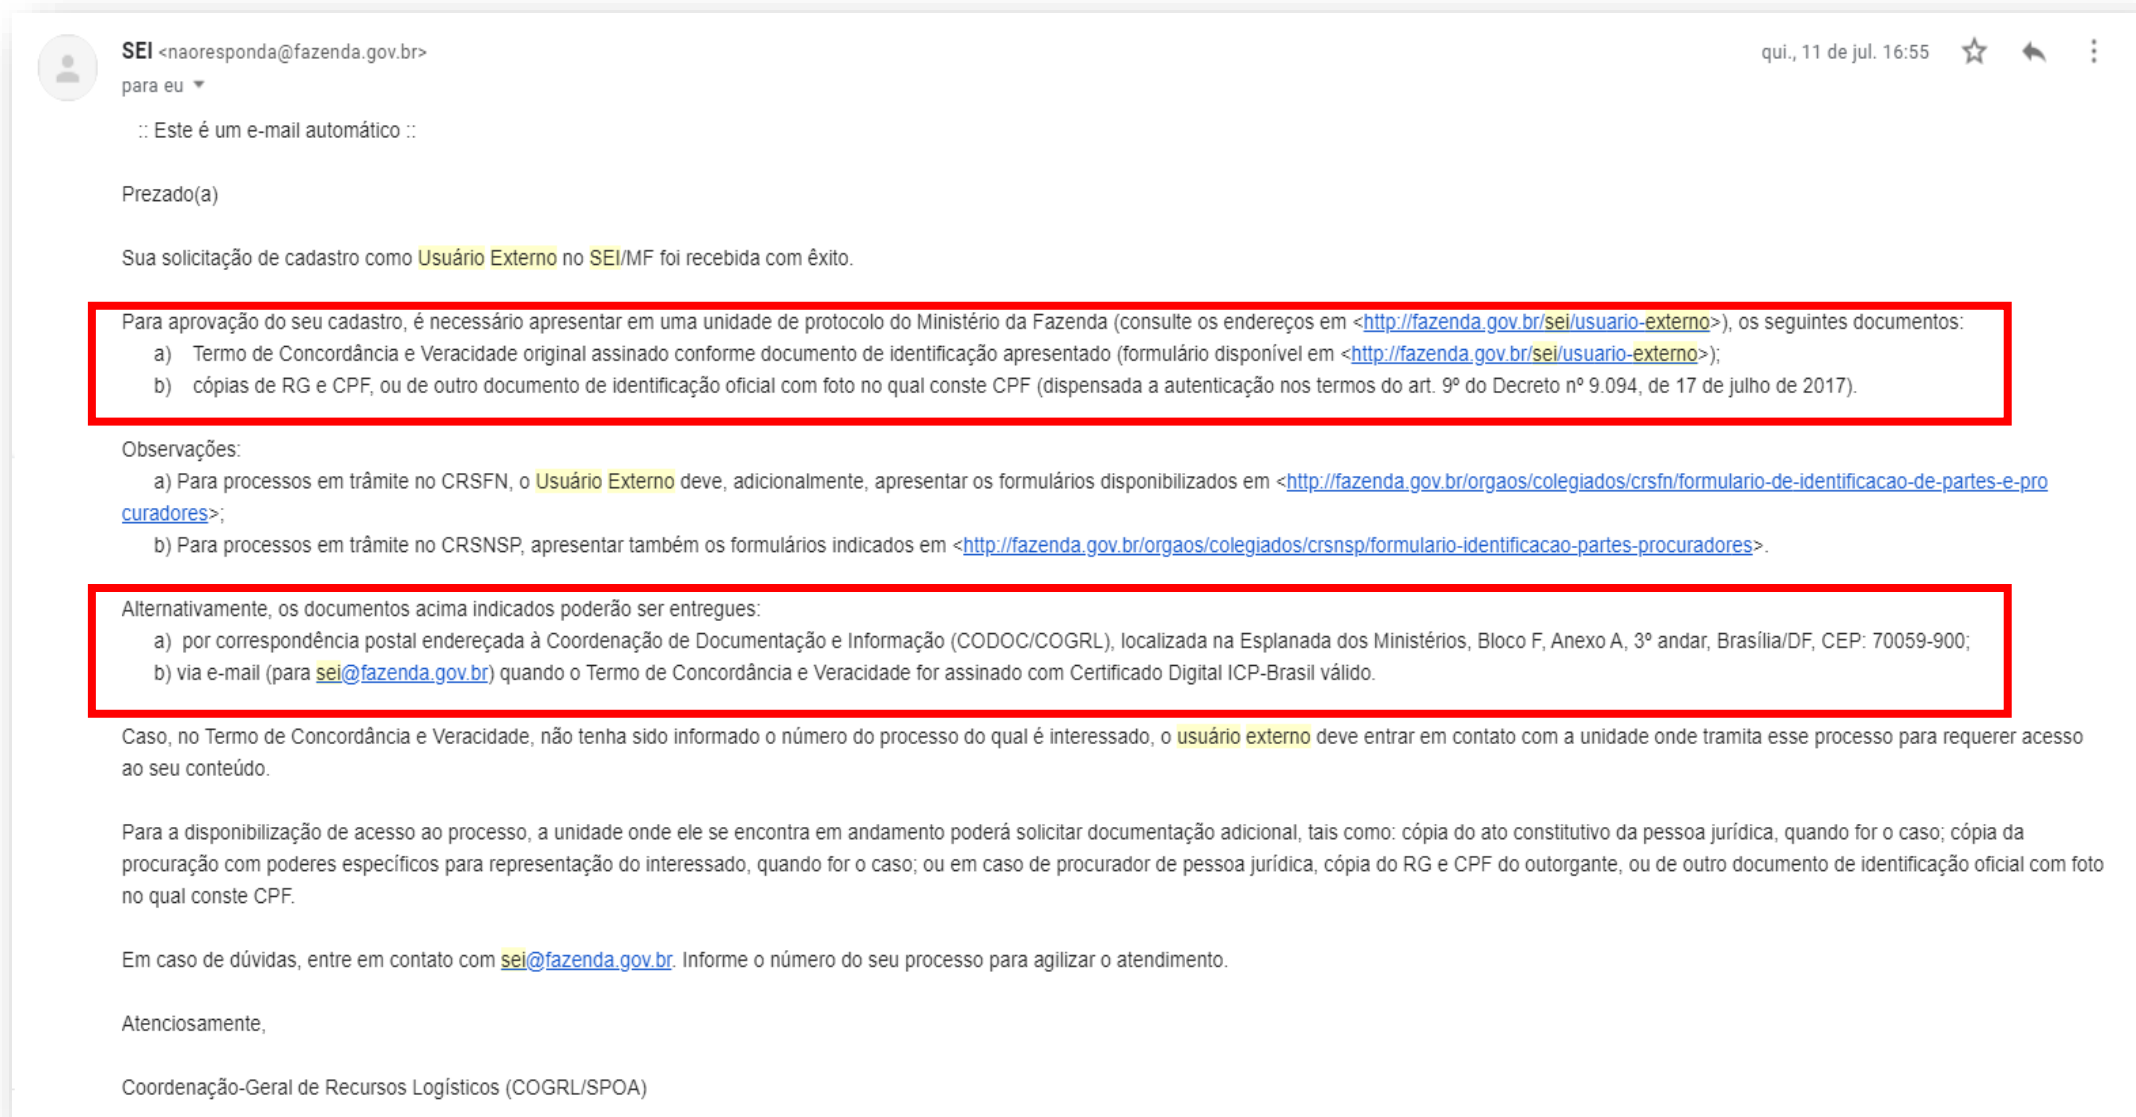 SEI <naoresponda@fazenda.gov.br>
qui., 11 de jul. 16:55
para eu
:: Este é um e-mail automático ::
Prezado(a)
Sua solicitação de cadastro como Usuário Externo no SEI/MF foi recebida com êxito.
Para aprovação do seu cadastro, é necessário apresentar em uma unidade de protocolo do Ministério da Fazenda (consulte os endereços em <http://fazenda.gov.br/sei/usuario-externo>), os seguintes documentos:
a) Termo de Concordância e Veracidade original assinado conforme documento de identificação apresentado (formulário disponível em <http://fazenda.gov.br/sei/usuario-externo>);
b) cópias de RG e CPF, ou de outro documento de identificação oficial com foto no qual conste CPF (dispensada a autenticação nos termos do art. 9º do Decreto nº 9.094, de 17 de julho de 2017).
Observações:
a) Para processos em trâmite no CRSFN, o Usuário Externo deve, adicionalmente, apresentar os formulários disponibilizados em <http://fazenda.gov.br/orgaos/colegiados/crsfn/formulario-de-identificacao-de-partes-e-pro
curadores>;
b) Para processos em trâmite no CRSNSP, apresentar também os formulários indicados em <http://fazenda.gov.br/orgaos/colegiados/crsnsp/formulario-identificacao-partes-procuradores>.
Alternativamente, os documentos acima indicados poderão ser entregues:
a) por correspondência postal endereçada à Coordenação de Documentação e Informação (CODOC/COGRL), localizada na Esplanada dos Ministérios, Bloco F, Anexo A, 3º andar, Brasília/DF, CEP: 70059-900;
b) via e-mail (para sei@fazenda.gov.br) quando o Termo de Concordância e Veracidade for assinado com Certificado Digital ICP-Brasil válido.
Caso, no Termo de Concordância e Veracidade, não tenha sido informado o número do processo do qual é interessado, o usuário externo deve entrar em contato com a unidade onde tramita esse processo para requerer acesso
ao seu conteúdo.
Para a disponibilização de acesso ao processo, a unidade onde ele se encontra em andamento poderá solicitar documentação adicional, tais como: cópia do ato constitutivo da pessoa jurídica, quando for o caso; cópia da
procuração com poderes específicos para representação do interessado, quando for o caso; ou em caso de procurador de pessoa jurídica, cópia do RG e CPF do outorgante, ou de outro documento de identificação oficial com foto
no qual conste CPF.
Em caso de dúvidas, entre em contato com sei@fazenda.gov.br. Informe o número do seu processo para agilizar o atendimento.
Atenciosamente,
Coordenação-Geral de Recursos Logísticos (COGRL/SPOA)